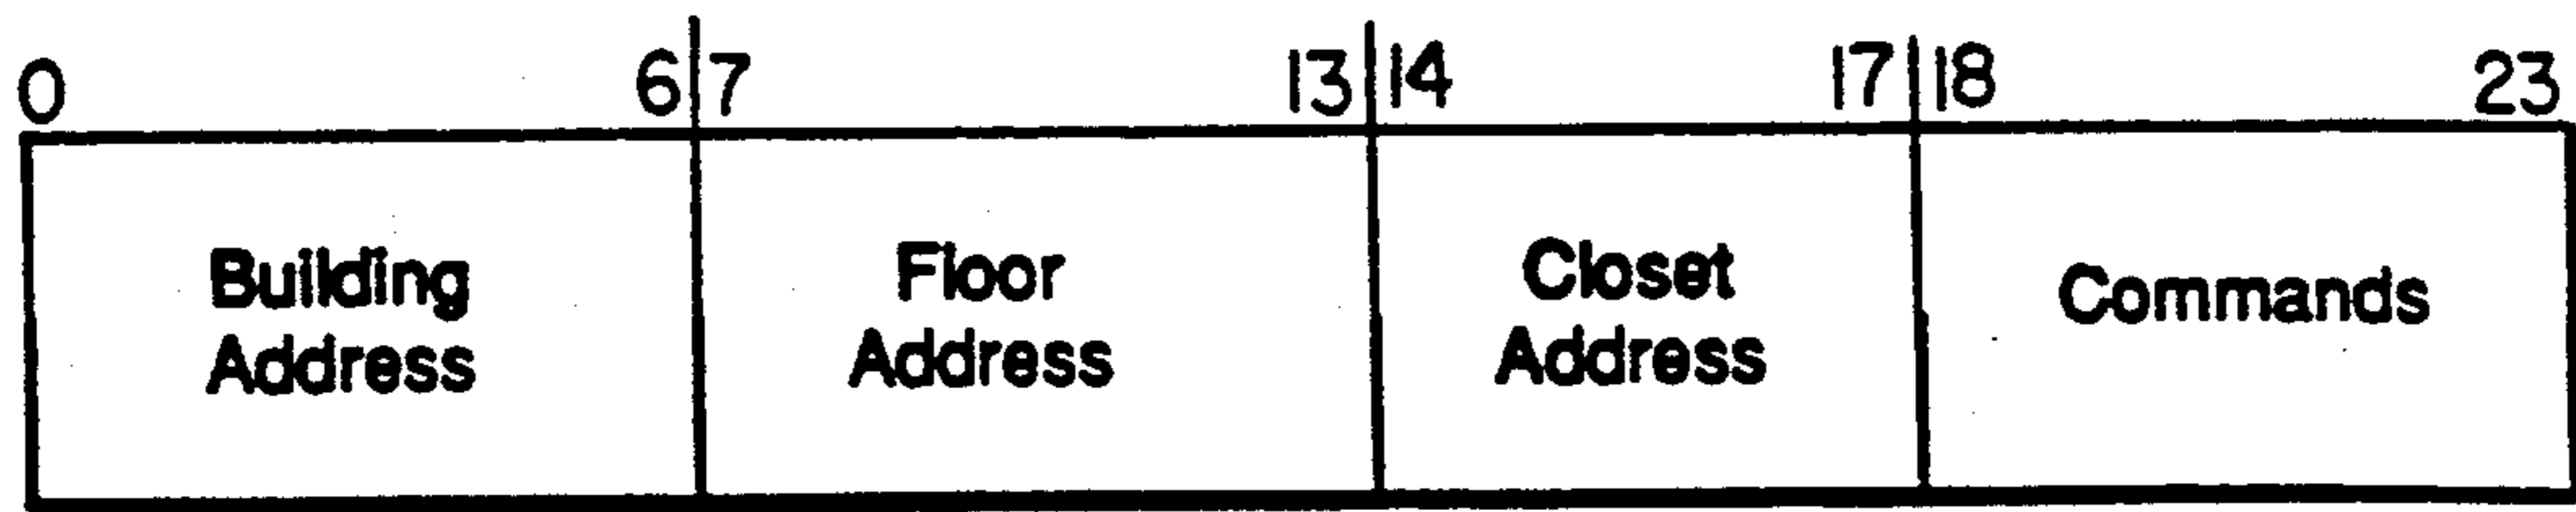 0 6 7 13 14 17 18 23
Building Address
Floor Address
Closet Address
Commands